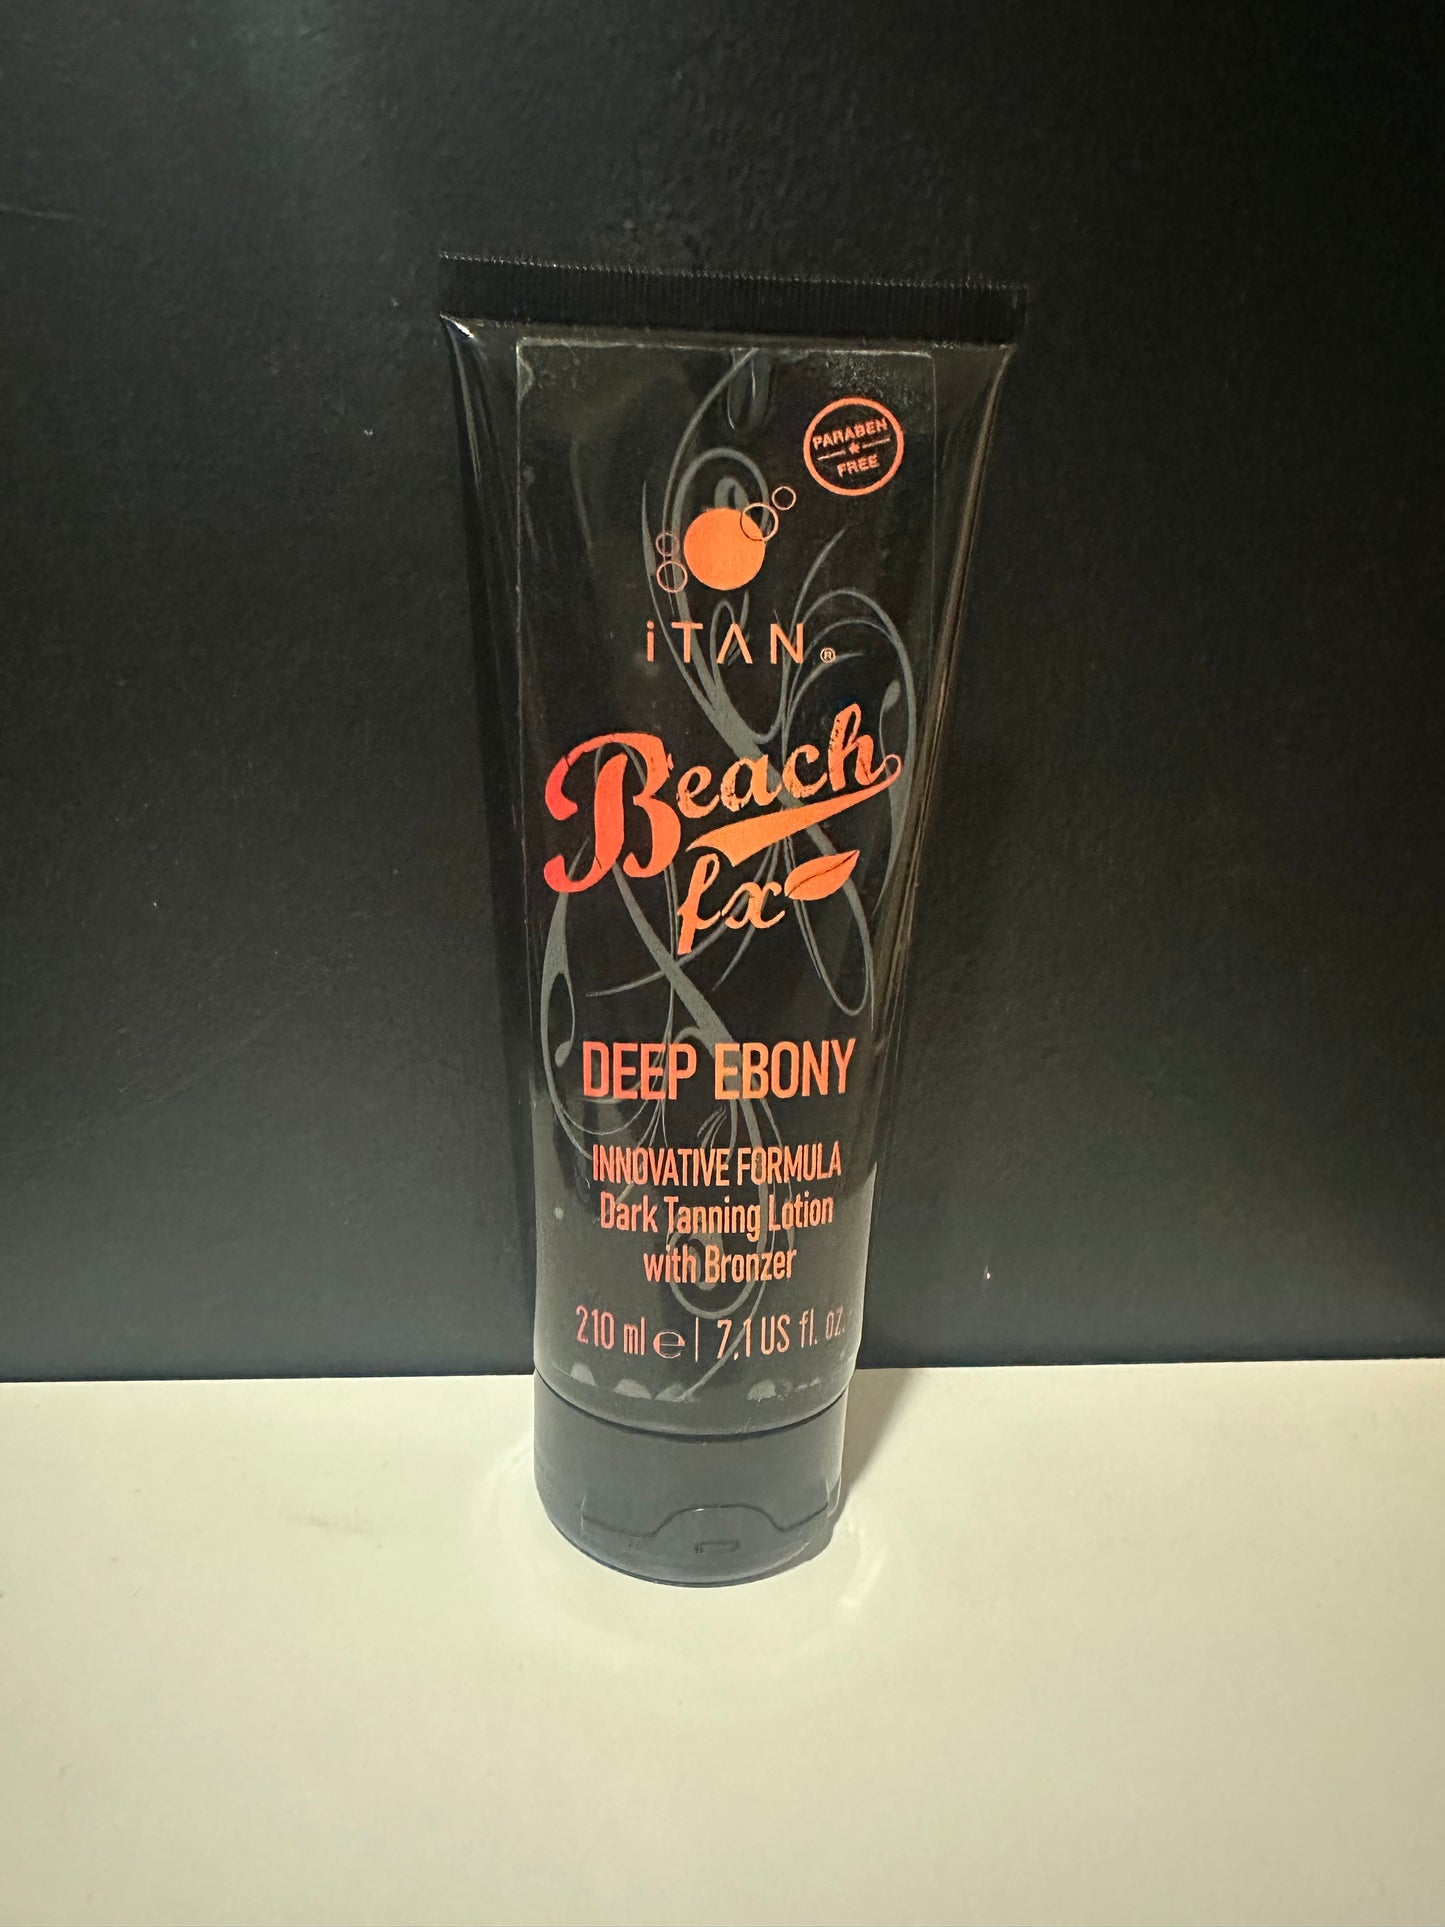 PARABEN
FREE
iTAN®
Beach
fx
DEEP EBONY
INNOVATIVE FORMULA
Dark Tanning Lotion
with Bronzer
210 ml ℮ | 7.1 US fl. oz.